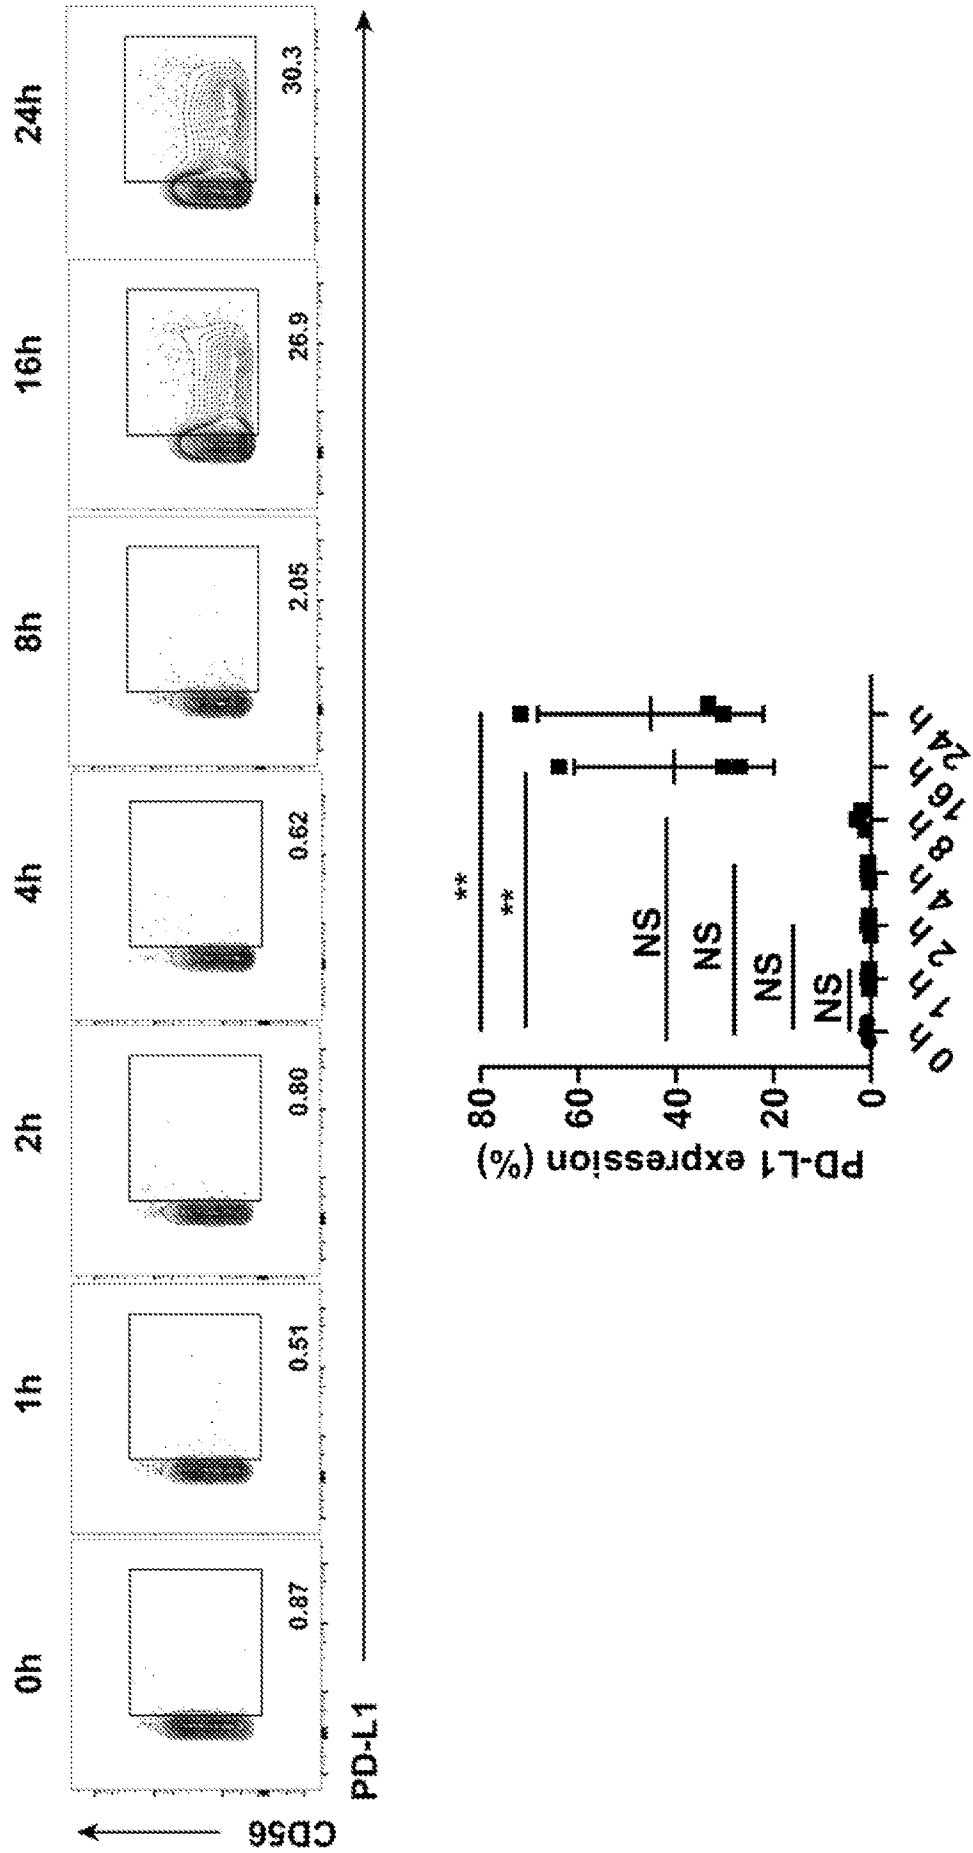 0h 1h 2h 4h 8h 16h 24h
CD56
0.87 0.51 0.80 0.62 2.05 26.9 30.3
PD-L1
**
**
NS
NS
NS
NS
PD-L1 expression (%)
80
60
40
20
0
0 h 1 h 2 h 4 h 8 h 16 h 24 h